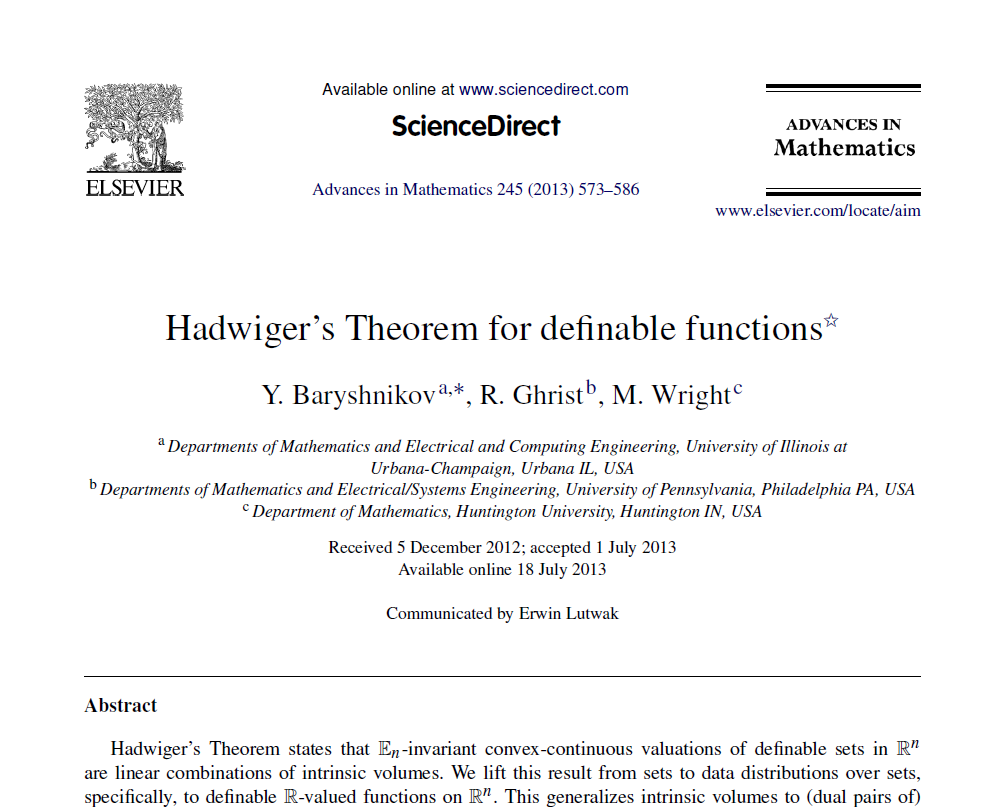 Available online at www.sciencedirect.com
ScienceDirect
ELSEVIER
Advances in Mathematics 245 (2013) 573–586
ADVANCES IN
Mathematics
www.elsevier.com/locate/aim
Hadwiger's Theorem for definable functions☆
Y. Baryshnikov a,∗, R. Ghrist b, M. Wright c
a Departments of Mathematics and Electrical and Computing Engineering, University of Illinois at
Urbana-Champaign, Urbana IL, USA
b Departments of Mathematics and Electrical/Systems Engineering, University of Pennsylvania, Philadelphia PA, USA
c Department of Mathematics, Huntington University, Huntington IN, USA
Received 5 December 2012; accepted 1 July 2013
Available online 18 July 2013
Communicated by Erwin Lutwak
Abstract
Hadwiger's Theorem states that 𝔼n-invariant convex-continuous valuations of definable sets in ℝⁿ
are linear combinations of intrinsic volumes. We lift this result from sets to data distributions over sets,
specifically, to definable ℝ-valued functions on ℝⁿ. This generalizes intrinsic volumes to (dual pairs of)